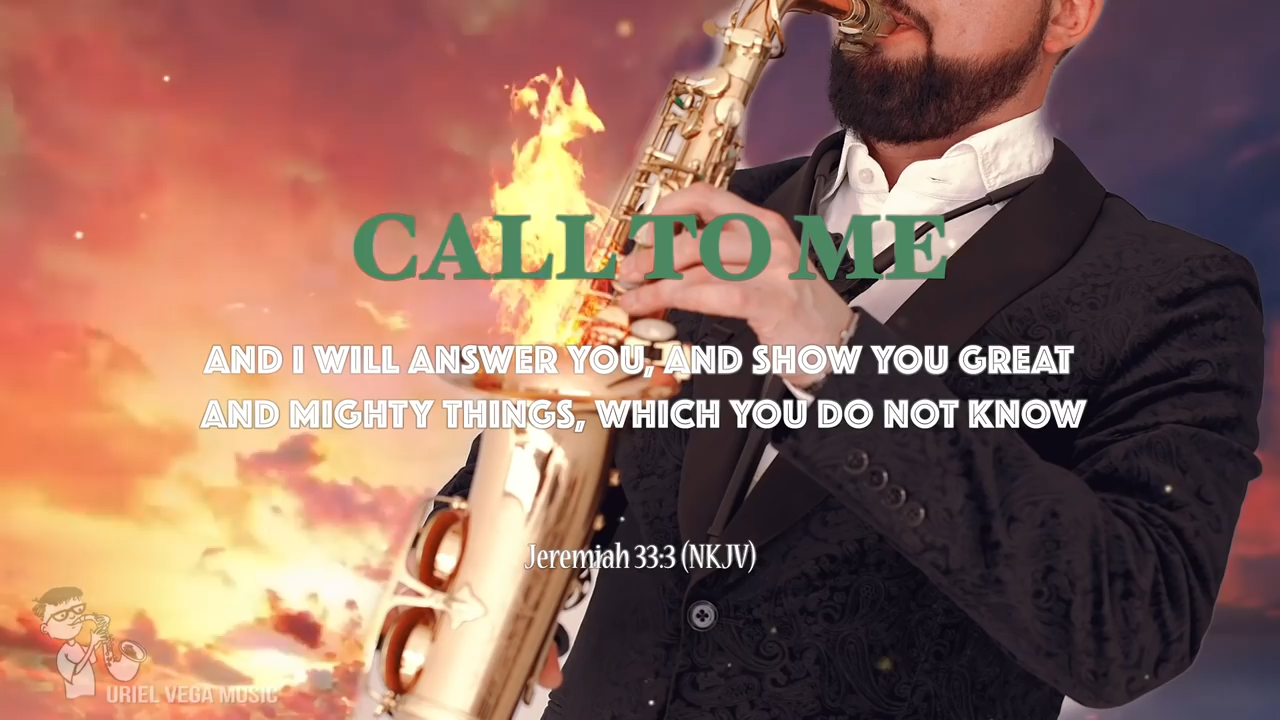 CALL TO ME
AND I WILL ANSWER YOU, AND SHOW YOU GREAT
AND MIGHTY THINGS, WHICH YOU DO NOT KNOW
Jeremiah 33:3 (NKJV)
URIEL VEGA MUSIC